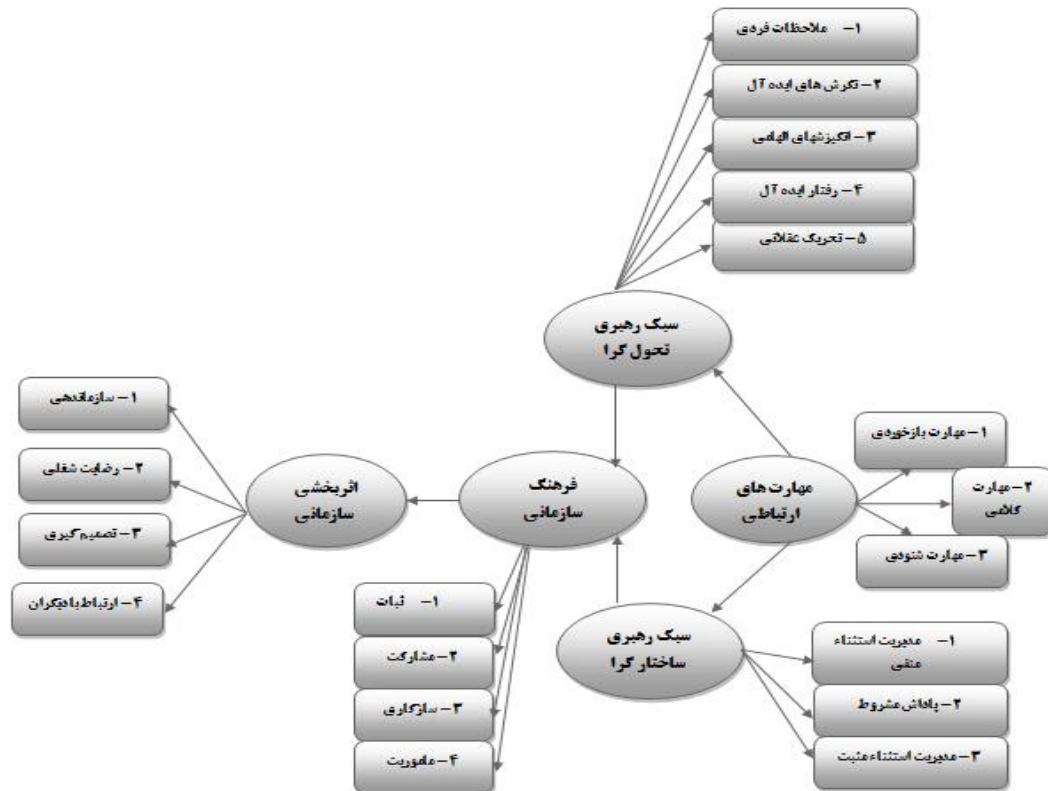 ۱- ملاحظات فردی
۲- نگرش های ایده آل
۳- انگیزشهای الهامی
۴- رفتار ایده آل
۵- تحریک عقلانی
سبک رهبری
تحول گرا
مهارت های
ارتباطی
۱- مهارت بازخوردی
۲- مهارت
کلامی
۳- مهارت شنودی
سبک رهبری
ساختار گرا
۱- مدیریت استثناء
منفی
۲- پاداش مشروط
۳- مدیریت استثناء مثبت
فرهنگ
سازمانی
۱- ثبات
۲- مشارکت
۳- سازکاری
۴- ماموریت
اثربخشی
سازمانی
۱- سازماندهی
۲- رضایت شغلی
۳- تصمیم گیری
۴- ارتباط بادیگران